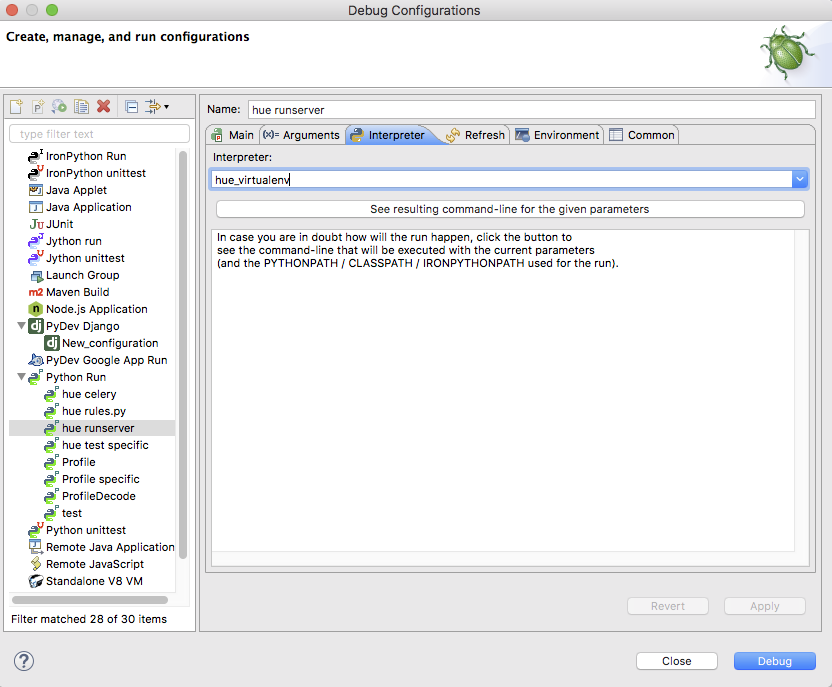 Debug Configurations
Create, manage, and run configurations
type filter text
IronPython Run
IronPython unittest
Java Applet
Java Application
Ju JUnit
Jython run
Jython unittest
Launch Group
m2 Maven Build
n Node.js Application
dj PyDev Django
dj New_configuration
PyDev Google App Run
Python Run
hue celery
hue rules.py
hue runserver
hue test specific
Profile
Profile specific
ProfileDecode
test
Python unittest
Remote Java Application
Remote JavaScript
Standalone V8 VM
Filter matched 28 of 30 items
Name: hue runserver
Main (x)= Arguments Interpreter Refresh Environment Common
Interpreter:
hue_virtualenv
See resulting command-line for the given parameters
In case you are in doubt how will the run happen, click the button to
see the command-line that will be executed with the current parameters
(and the PYTHONPATH / CLASSPATH / IRONPYTHONPATH used for the run).
Revert Apply
? Close Debug